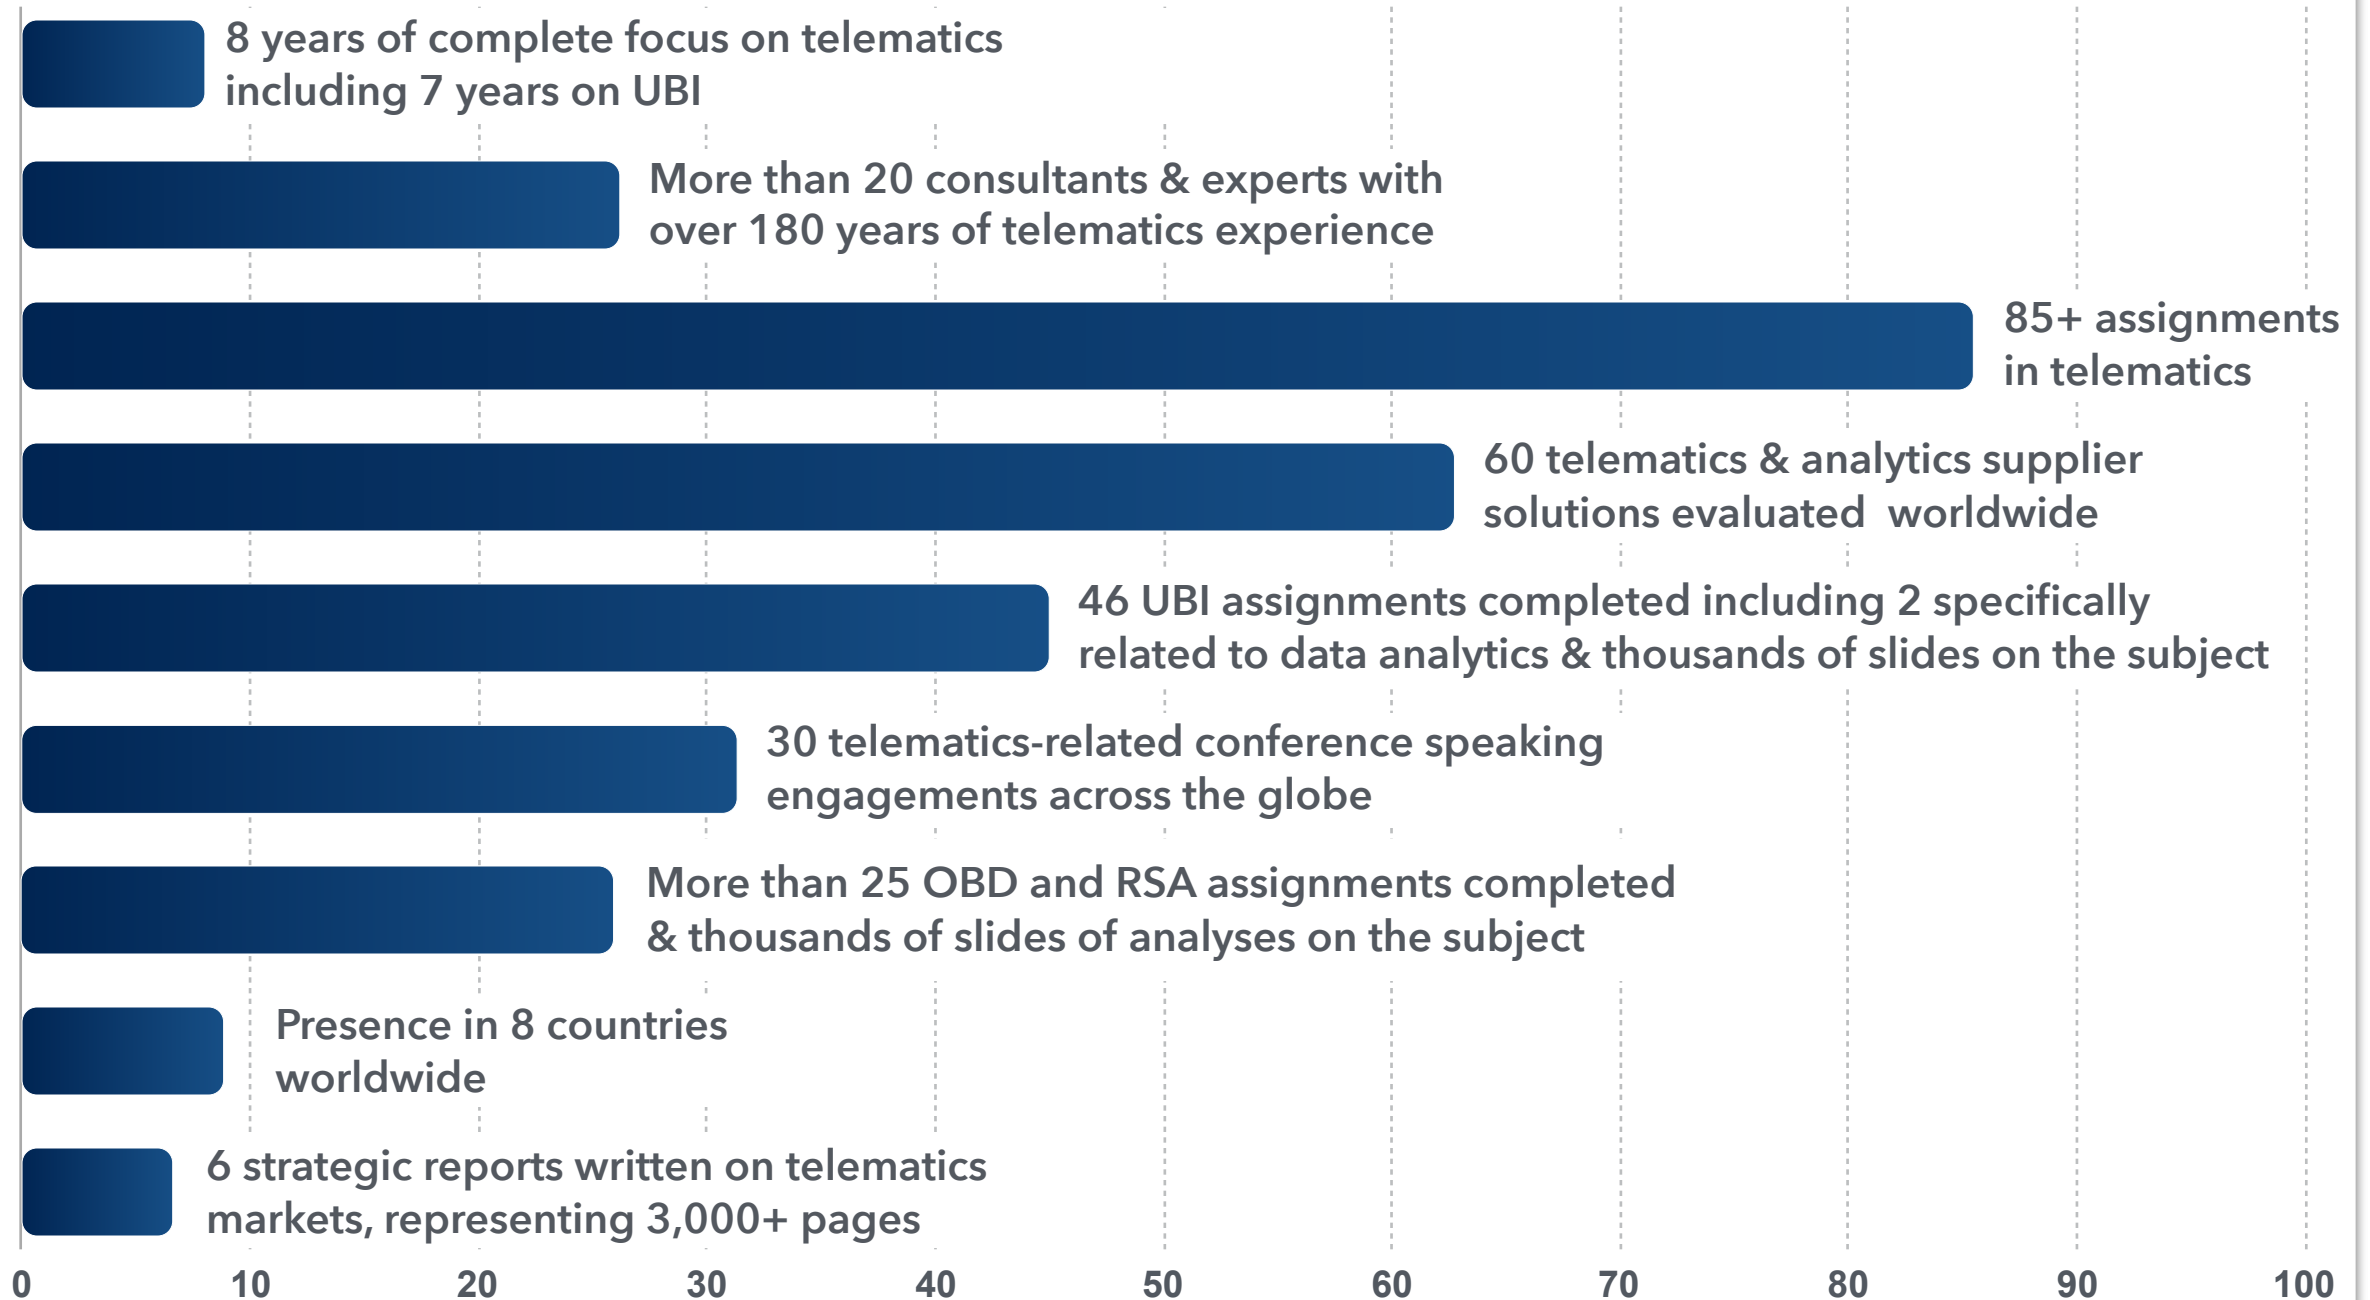 8 years of complete focus on telematics
including 7 years on UBI
More than 20 consultants & experts with
over 180 years of telematics experience
85+ assignments
in telematics
60 telematics & analytics supplier
solutions evaluated  worldwide
46 UBI assignments completed including 2 specifically
related to data analytics & thousands of slides on the subject
30 telematics-related conference speaking
engagements across the globe
More than 25 OBD and RSA assignments completed
& thousands of slides of analyses on the subject
Presence in 8 countries
worldwide
6 strategic reports written on telematics
markets, representing 3,000+ pages
0 10 20 30 40 50 60 70 80 90 100